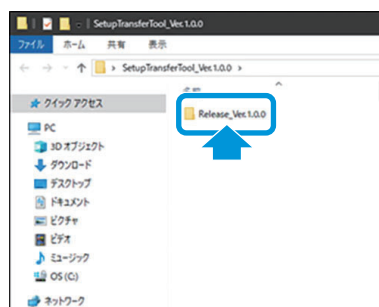 SetupTransferTool_Ver.1.0.0
ファイル ホーム 共有 表示
SetupTransferTool_Ver.1.0.0
名前
クイック アクセス
Release_Ver.1.0.0
PC
3D オブジェクト
ダウンロード
デスクトップ
ドキュメント
ピクチャ
ビデオ
ミュージック
OS (C:)
ネットワーク